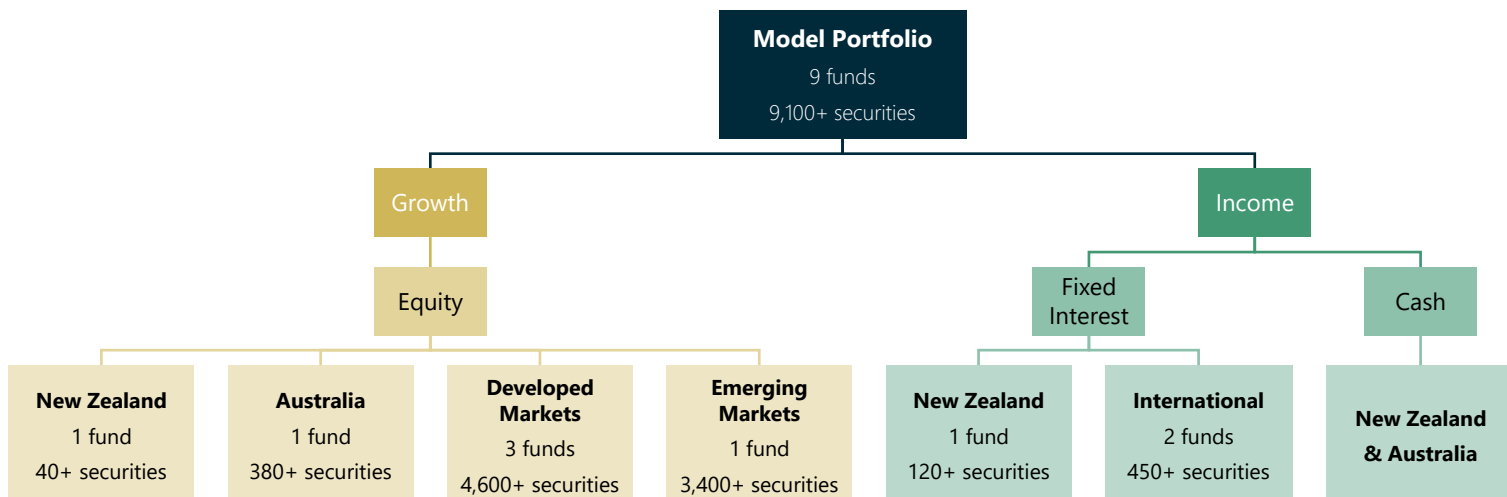 Model Portfolio
9 funds
9,100+ securities
Growth
Income
Equity
Fixed
Interest
Cash
New Zealand
1 fund
40+ securities
Australia
1 fund
380+ securities
Developed
Markets
3 funds
4,600+ securities
Emerging
Markets
1 fund
3,400+ securities
New Zealand
1 fund
120+ securities
International
2 funds
450+ securities
New Zealand
& Australia